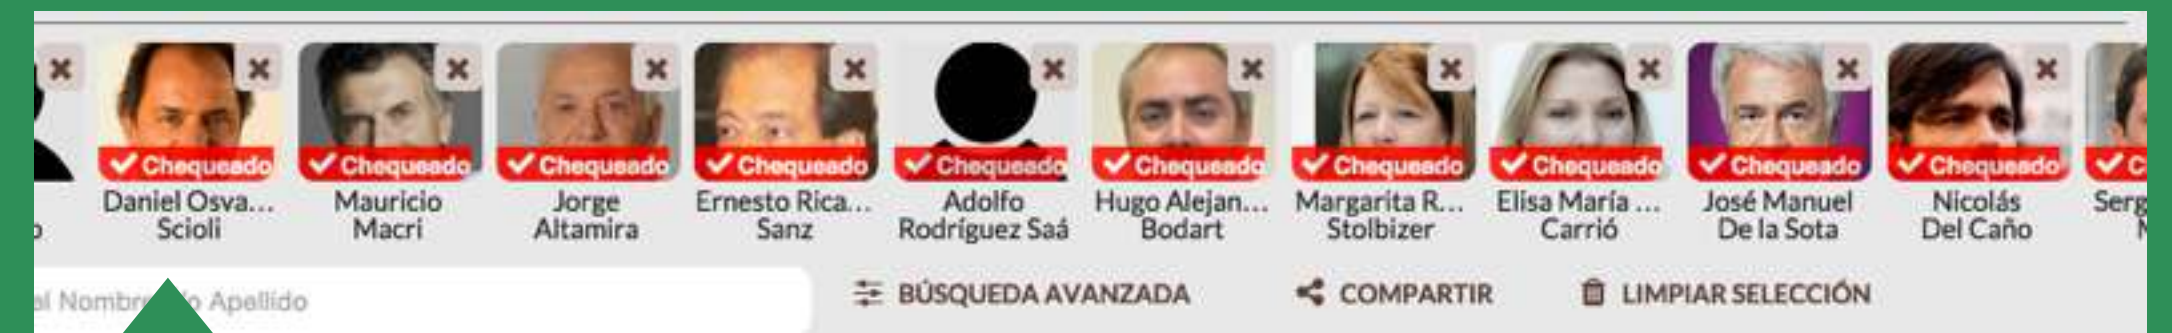 Chequeado
Chequeado
Chequeado
Chequeado
Chequeado
Chequeado
Chequeado
Chequeado
Chequeado
Chequeado
Daniel Osva...
Scioli
Mauricio
Macri
Jorge
Altamira
Ernesto Rica...
Sanz
Adolfo
Rodríguez Saá
Hugo Alejan...
Bodart
Margarita R...
Stolbizer
Elisa María ...
Carrió
José Manuel
De la Sota
Nicolás
Del Caño
Serg
Apellido
BÚSQUEDA AVANZADA
COMPARTIR
LIMPIAR SELECCIÓN